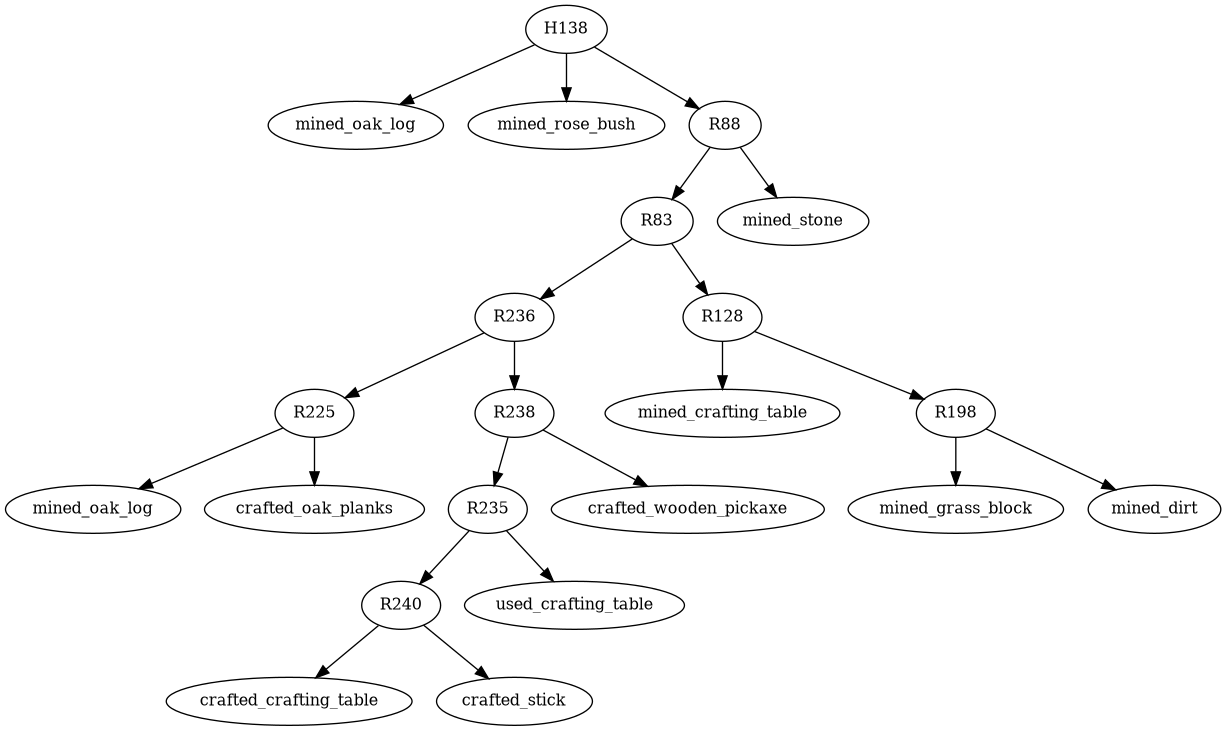 H138
mined_oak_log
mined_rose_bush
R88
R83
mined_stone
R236
R128
R225
R238
mined_crafting_table
R198
mined_oak_log
crafted_oak_planks
R235
crafted_wooden_pickaxe
mined_grass_block
mined_dirt
R240
used_crafting_table
crafted_crafting_table
crafted_stick